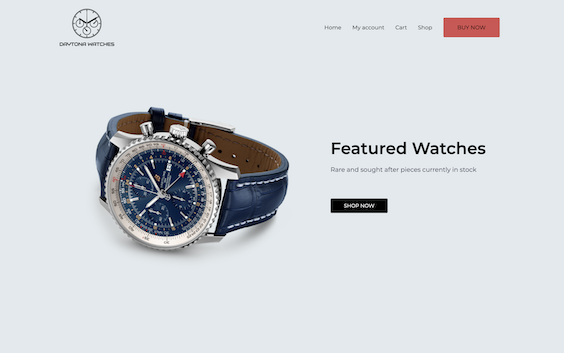 DAYTONA WATCHES
Home My account Cart Shop BUY NOW
Featured Watches
Rare and sought after pieces currently in stock
SHOP NOW